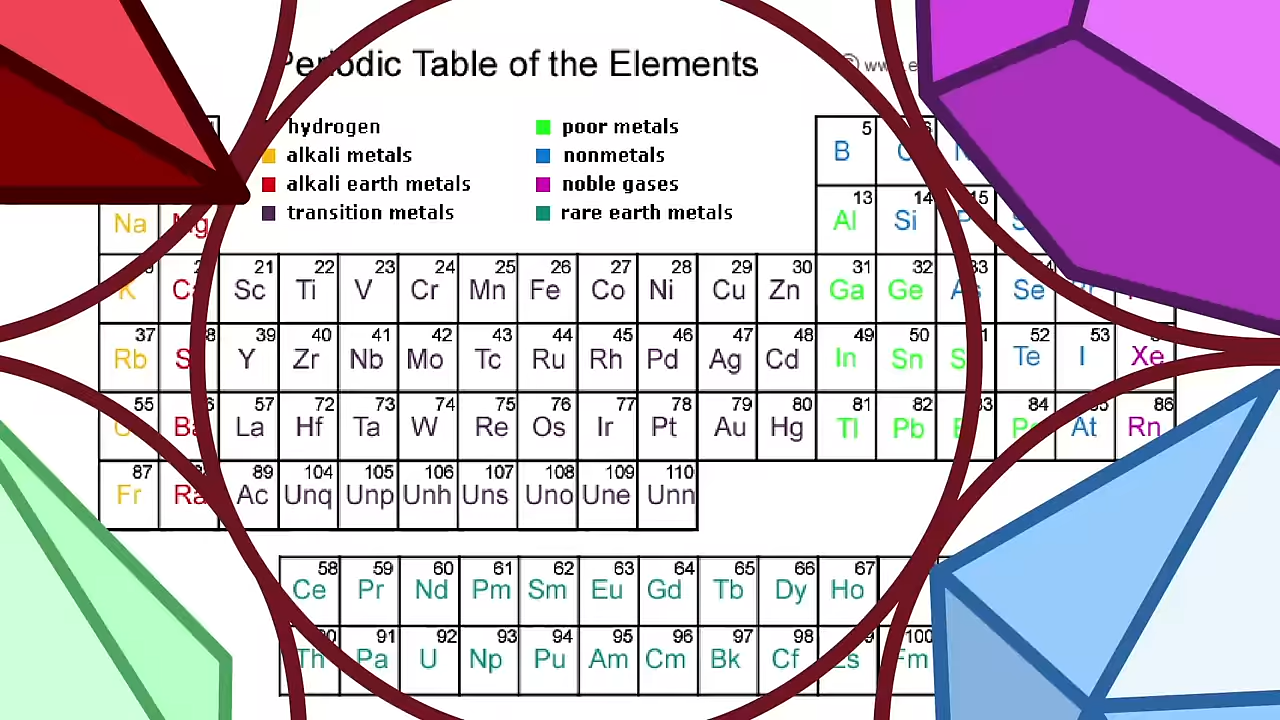 Periodic Table of the Elements
hydrogen poor metals
alkali metals nonmetals
alkali earth metals noble gases
transition metals rare earth metals
5
B
13 14 15
Na Mg Al Si P
21 22 23 24 25 26 27 28 29 30 31 32
K Sc Ti V Cr Mn Fe Co Ni Cu Zn Ga Ge As Se
37 39 40 41 42 43 44 45 46 47 48 49 50 52 53
Rb Y Zr Nb Mo Tc Ru Rh Pd Ag Cd In Sn Te I Xe
55 57 72 73 74 75 76 77 78 79 80 81 82 84 86
Ba La Hf Ta W Re Os Ir Pt Au Hg Tl Pb Po At Rn
87 89 104 105 106 107 108 109 110
Fr Ra Ac Unq Unp Unh Uns Uno Une Unn
58 59 60 61 62 63 64 65 66 67
Ce Pr Nd Pm Sm Eu Gd Tb Dy Ho
91 92 93 94 95 96 97 98 100
Th Pa U Np Pu Am Cm Bk Cf Es Fm